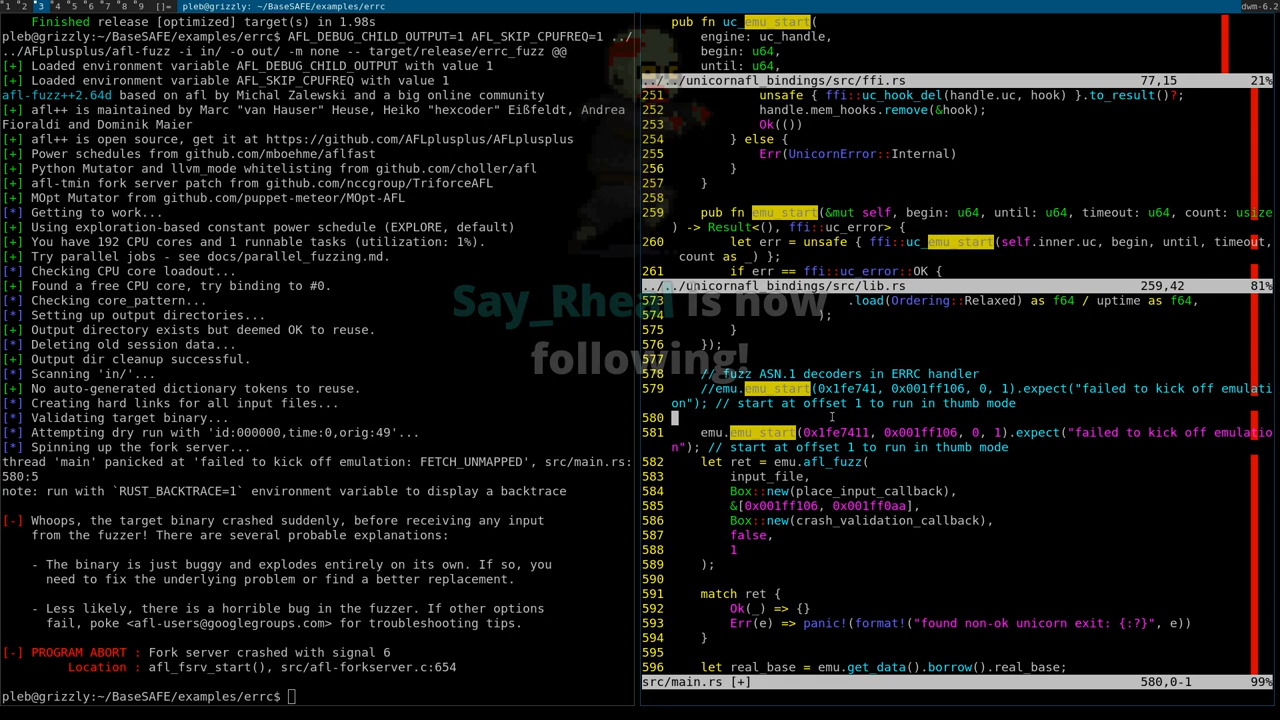 1 2 3 4 5 6 7 8 9 []= pleb@grizzly: ~/BaseSAFE/examples/errc dwm-6.2
Finished release [optimized] target(s) in 1.98s
pleb@grizzly:~/BaseSAFE/examples/errc$ AFL_DEBUG_CHILD_OUTPUT=1 AFL_SKIP_CPUFREQ=1 ../
../AFLplusplus/afl-fuzz -i in/ -o out/ -m none -- target/release/errc_fuzz @@
[+] Loaded environment variable AFL_DEBUG_CHILD_OUTPUT with value 1
[+] Loaded environment variable AFL_SKIP_CPUFREQ with value 1
afl-fuzz++2.64d based on afl by Michal Zalewski and a big online community
[+] afl++ is maintained by Marc "van Hauser" Heuse, Heiko "hexcoder" Eißfeldt, Andrea
Fioraldi and Dominik Maier
[+] afl++ is open source, get it at https://github.com/AFLplusplus/AFLplusplus
[+] Power schedules from github.com/mboehme/aflfast
[+] Python Mutator and llvm_mode whitelisting from github.com/choller/afl
[+] afl-tmin fork server patch from github.com/nccgroup/TriforceAFL
[+] MOpt Mutator from github.com/puppet-meteor/MOpt-AFL
[*] Getting to work...
[+] Using exploration-based constant power schedule (EXPLORE, default)
[+] You have 192 CPU cores and 1 runnable tasks (utilization: 1%).
[+] Try parallel jobs - see docs/parallel_fuzzing.md.
[*] Checking CPU core loadout...
[+] Found a free CPU core, try binding to #0.
[*] Checking core_pattern...
[*] Setting up output directories...
[+] Output directory exists but deemed OK to reuse.
[*] Deleting old session data...
[+] Output dir cleanup successful.
[*] Scanning 'in/'...
[+] No auto-generated dictionary tokens to reuse.
[*] Creating hard links for all input files...
[*] Validating target binary...
[*] Attempting dry run with 'id:000000,time:0,orig:49'...
[*] Spinning up the fork server...
thread 'main' panicked at 'failed to kick off emulation: FETCH_UNMAPPED', src/main.rs:
580:5
note: run with `RUST_BACKTRACE=1` environment variable to display a backtrace
[-] Whoops, the target binary crashed suddenly, before receiving any input
from the fuzzer! There are several probable explanations:
- The binary is just buggy and explodes entirely on its own. If so, you
need to fix the underlying problem or find a better replacement.
- Less likely, there is a horrible bug in the fuzzer. If other options
fail, poke <afl-users@googlegroups.com> for troubleshooting tips.
[-] PROGRAM ABORT : Fork server crashed with signal 6
Location : afl_fsrv_start(), src/afl-forkserver.c:654
pleb@grizzly:~/BaseSAFE/examples/errc$
pub fn uc_emu_start(
engine: uc_handle,
begin: u64,
until: u64,
../../unicornafl_bindings/src/ffi.rs 77,15 21%
251 unsafe { ffi::uc_hook_del(handle.uc, hook) }.to_result()?;
252 handle.mem_hooks.remove(&hook);
253 Ok(())
254 } else {
255 Err(UnicornError::Internal)
256 }
257 }
258
259 pub fn emu_start(&mut self, begin: u64, until: u64, timeout: u64, count: usize
) -> Result<(), uc_error> {
260 let err = unsafe { ffi::uc_emu_start(self.inner.uc, begin, until, timeout,
count as _) };
261 if err == ffi::uc_error::OK {
../../unicornafl_bindings/src/lib.rs 259,42 81%
573 .load(Ordering::Relaxed) as f64 / uptime as f64,
574 );
575 }
576 });
577
578 // fuzz ASN.1 decoders in ERRC handler
579 //emu.emu_start(0x1fe741, 0x001ff106, 0, 1).expect("failed to kick off emulati
on"); // start at offset 1 to run in thumb mode
580
581 emu.emu_start(0x1fe7411, 0x001ff106, 0, 1).expect("failed to kick off emulatio
n"); // start at offset 1 to run in thumb mode
582 let ret = emu.afl_fuzz(
583 input_file,
584 Box::new(place_input_callback),
585 &[0x001ff106, 0x001ff0aa],
586 Box::new(crash_validation_callback),
587 false,
588 1
589 );
590
591 match ret {
592 Ok(_) => {}
593 Err(e) => panic!(format!("found non-ok unicorn exit: {:?}", e))
594 }
595
596 let real_base = emu.get_data().borrow().real_base;
src/main.rs [+] 580,0-1 99%
Say_Rheal is now
following!